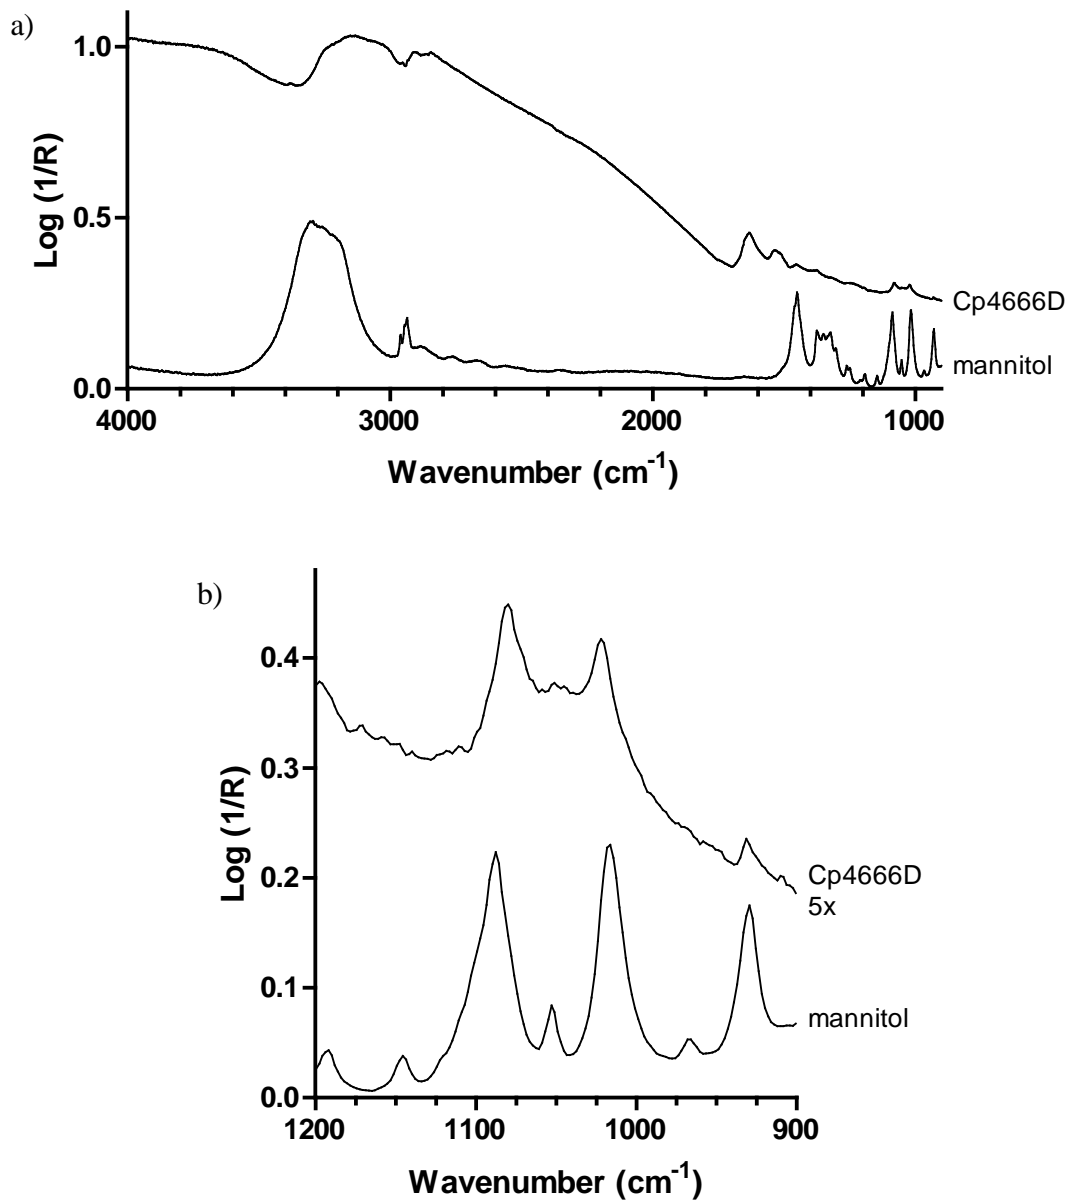 a)
1.0
0.5
0.0
Log (1/R)
Cp4666D
mannitol
4000 3000 2000 1000
Wavenumber (cm-1)
b)
0.4
0.3
0.2
0.1
0.0
Log (1/R)
Cp4666D
5x
mannitol
1200 1100 1000 900
Wavenumber (cm-1)